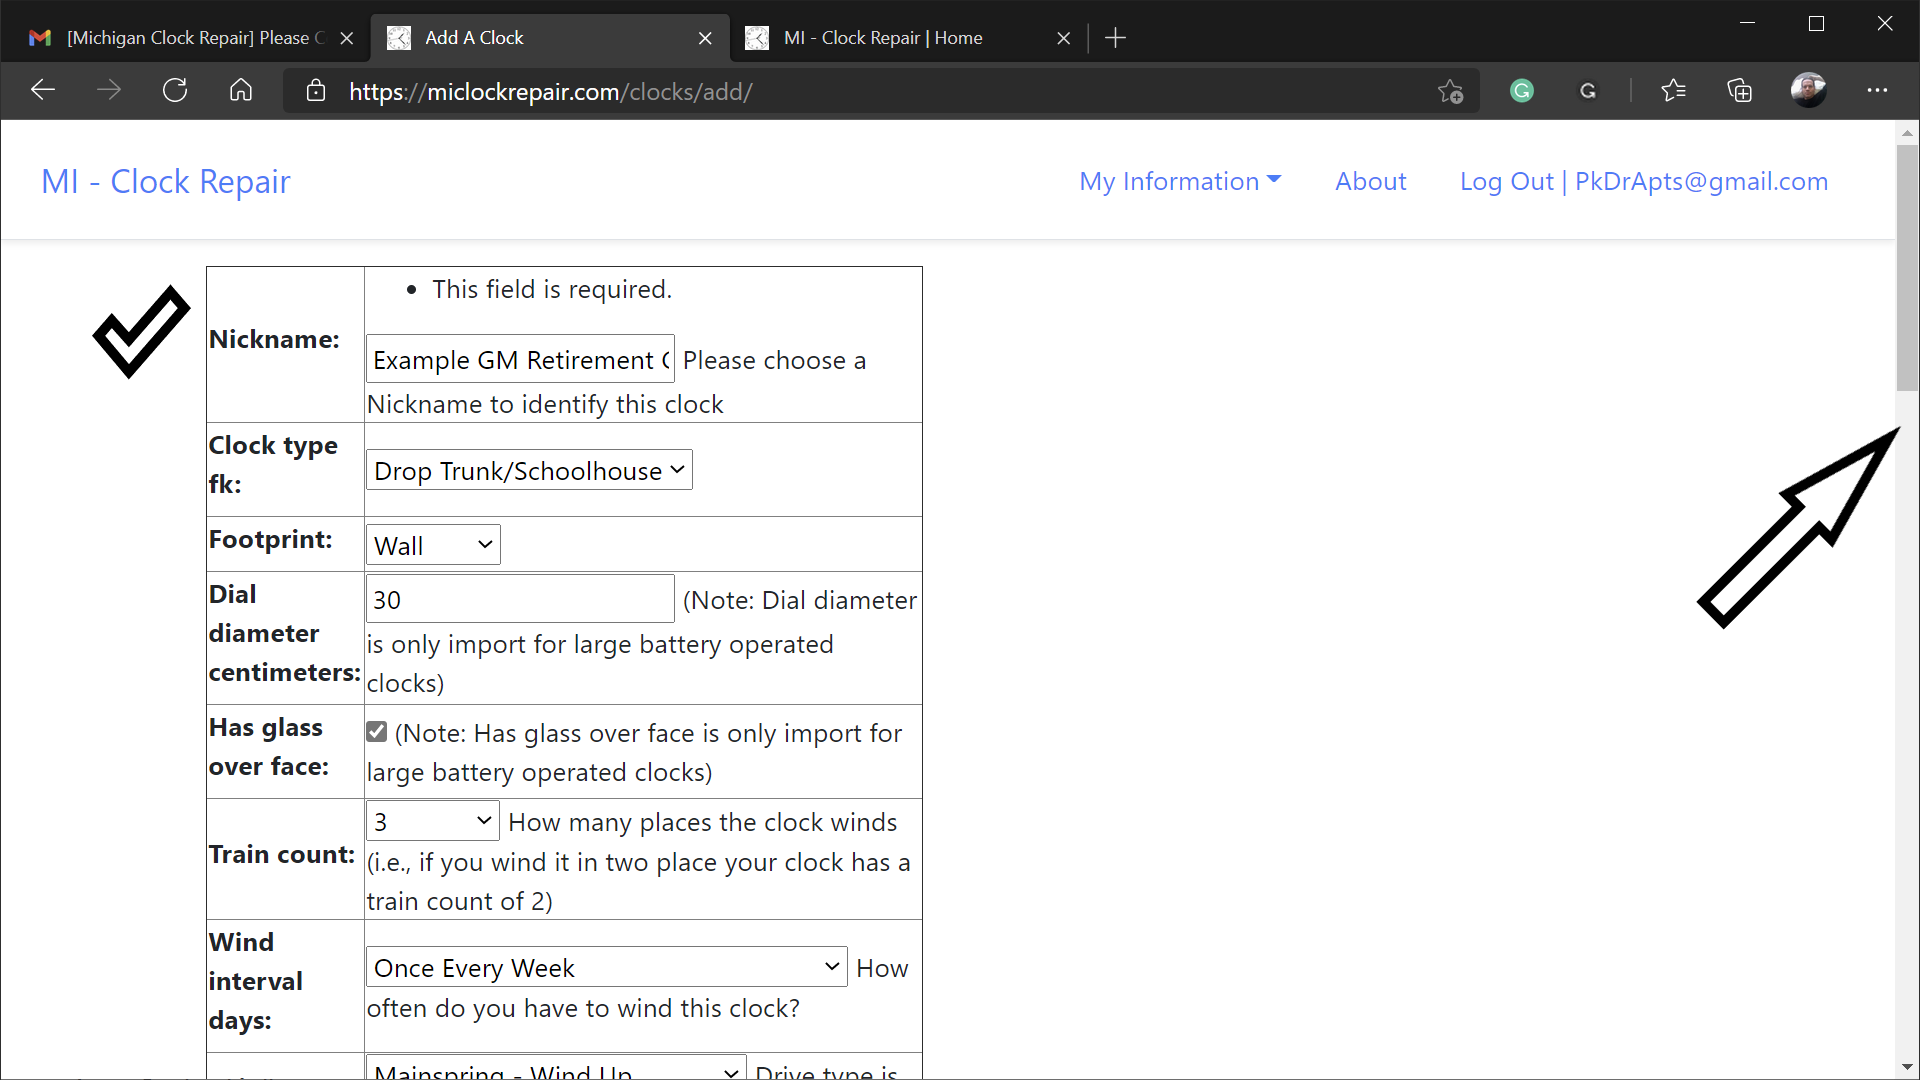 [Michigan Clock Repair] Please C
Add A Clock
MI - Clock Repair | Home
https://miclockrepair.com/clocks/add/
MI - Clock Repair
My Information
About
Log Out | PkDrApts@gmail.com
Nickname:
• This field is required.
Example GM Retirement C Please choose a
Nickname to identify this clock
Clock type
fk:
Drop Trunk/Schoolhouse
Footprint:
Wall
Dial
diameter
centimeters:
30 (Note: Dial diameter
is only import for large battery operated
clocks)
Has glass
over face:
(Note: Has glass over face is only import for
large battery operated clocks)
Train count:
3 How many places the clock winds
(i.e., if you wind it in two place your clock has a
train count of 2)
Wind
interval
days:
Once Every Week How
often do you have to wind this clock?
Mainspring - Wind Up Drive type is